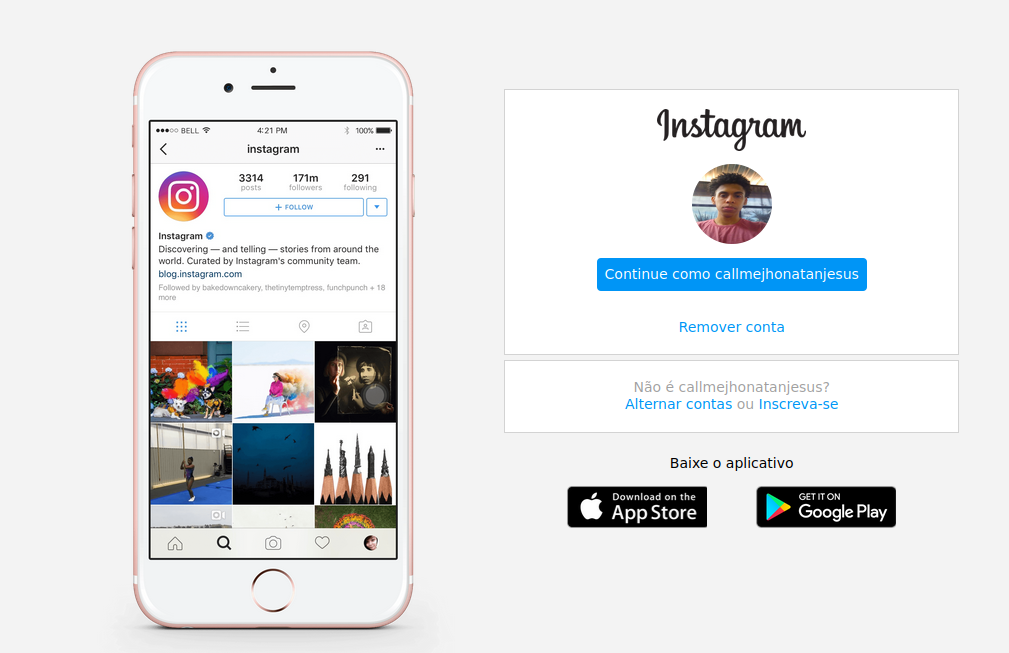 ●●●○○ BELL 4:21 PM 100%
instagram
3314 171m 291
posts followers following
+ FOLLOW
Instagram
Discovering — and telling — stories from around the
world. Curated by Instagram's community team.
blog.instagram.com
Followed by bakedowncakery, thetinytemptress, funchpunch + 18
more
Instagram
Continue como callmejhonatanjesus
Remover conta
Não é callmejhonatanjesus?
Alternar contas ou Inscreva-se
Baixe o aplicativo
Download on the
App Store
GET IT ON
Google Play